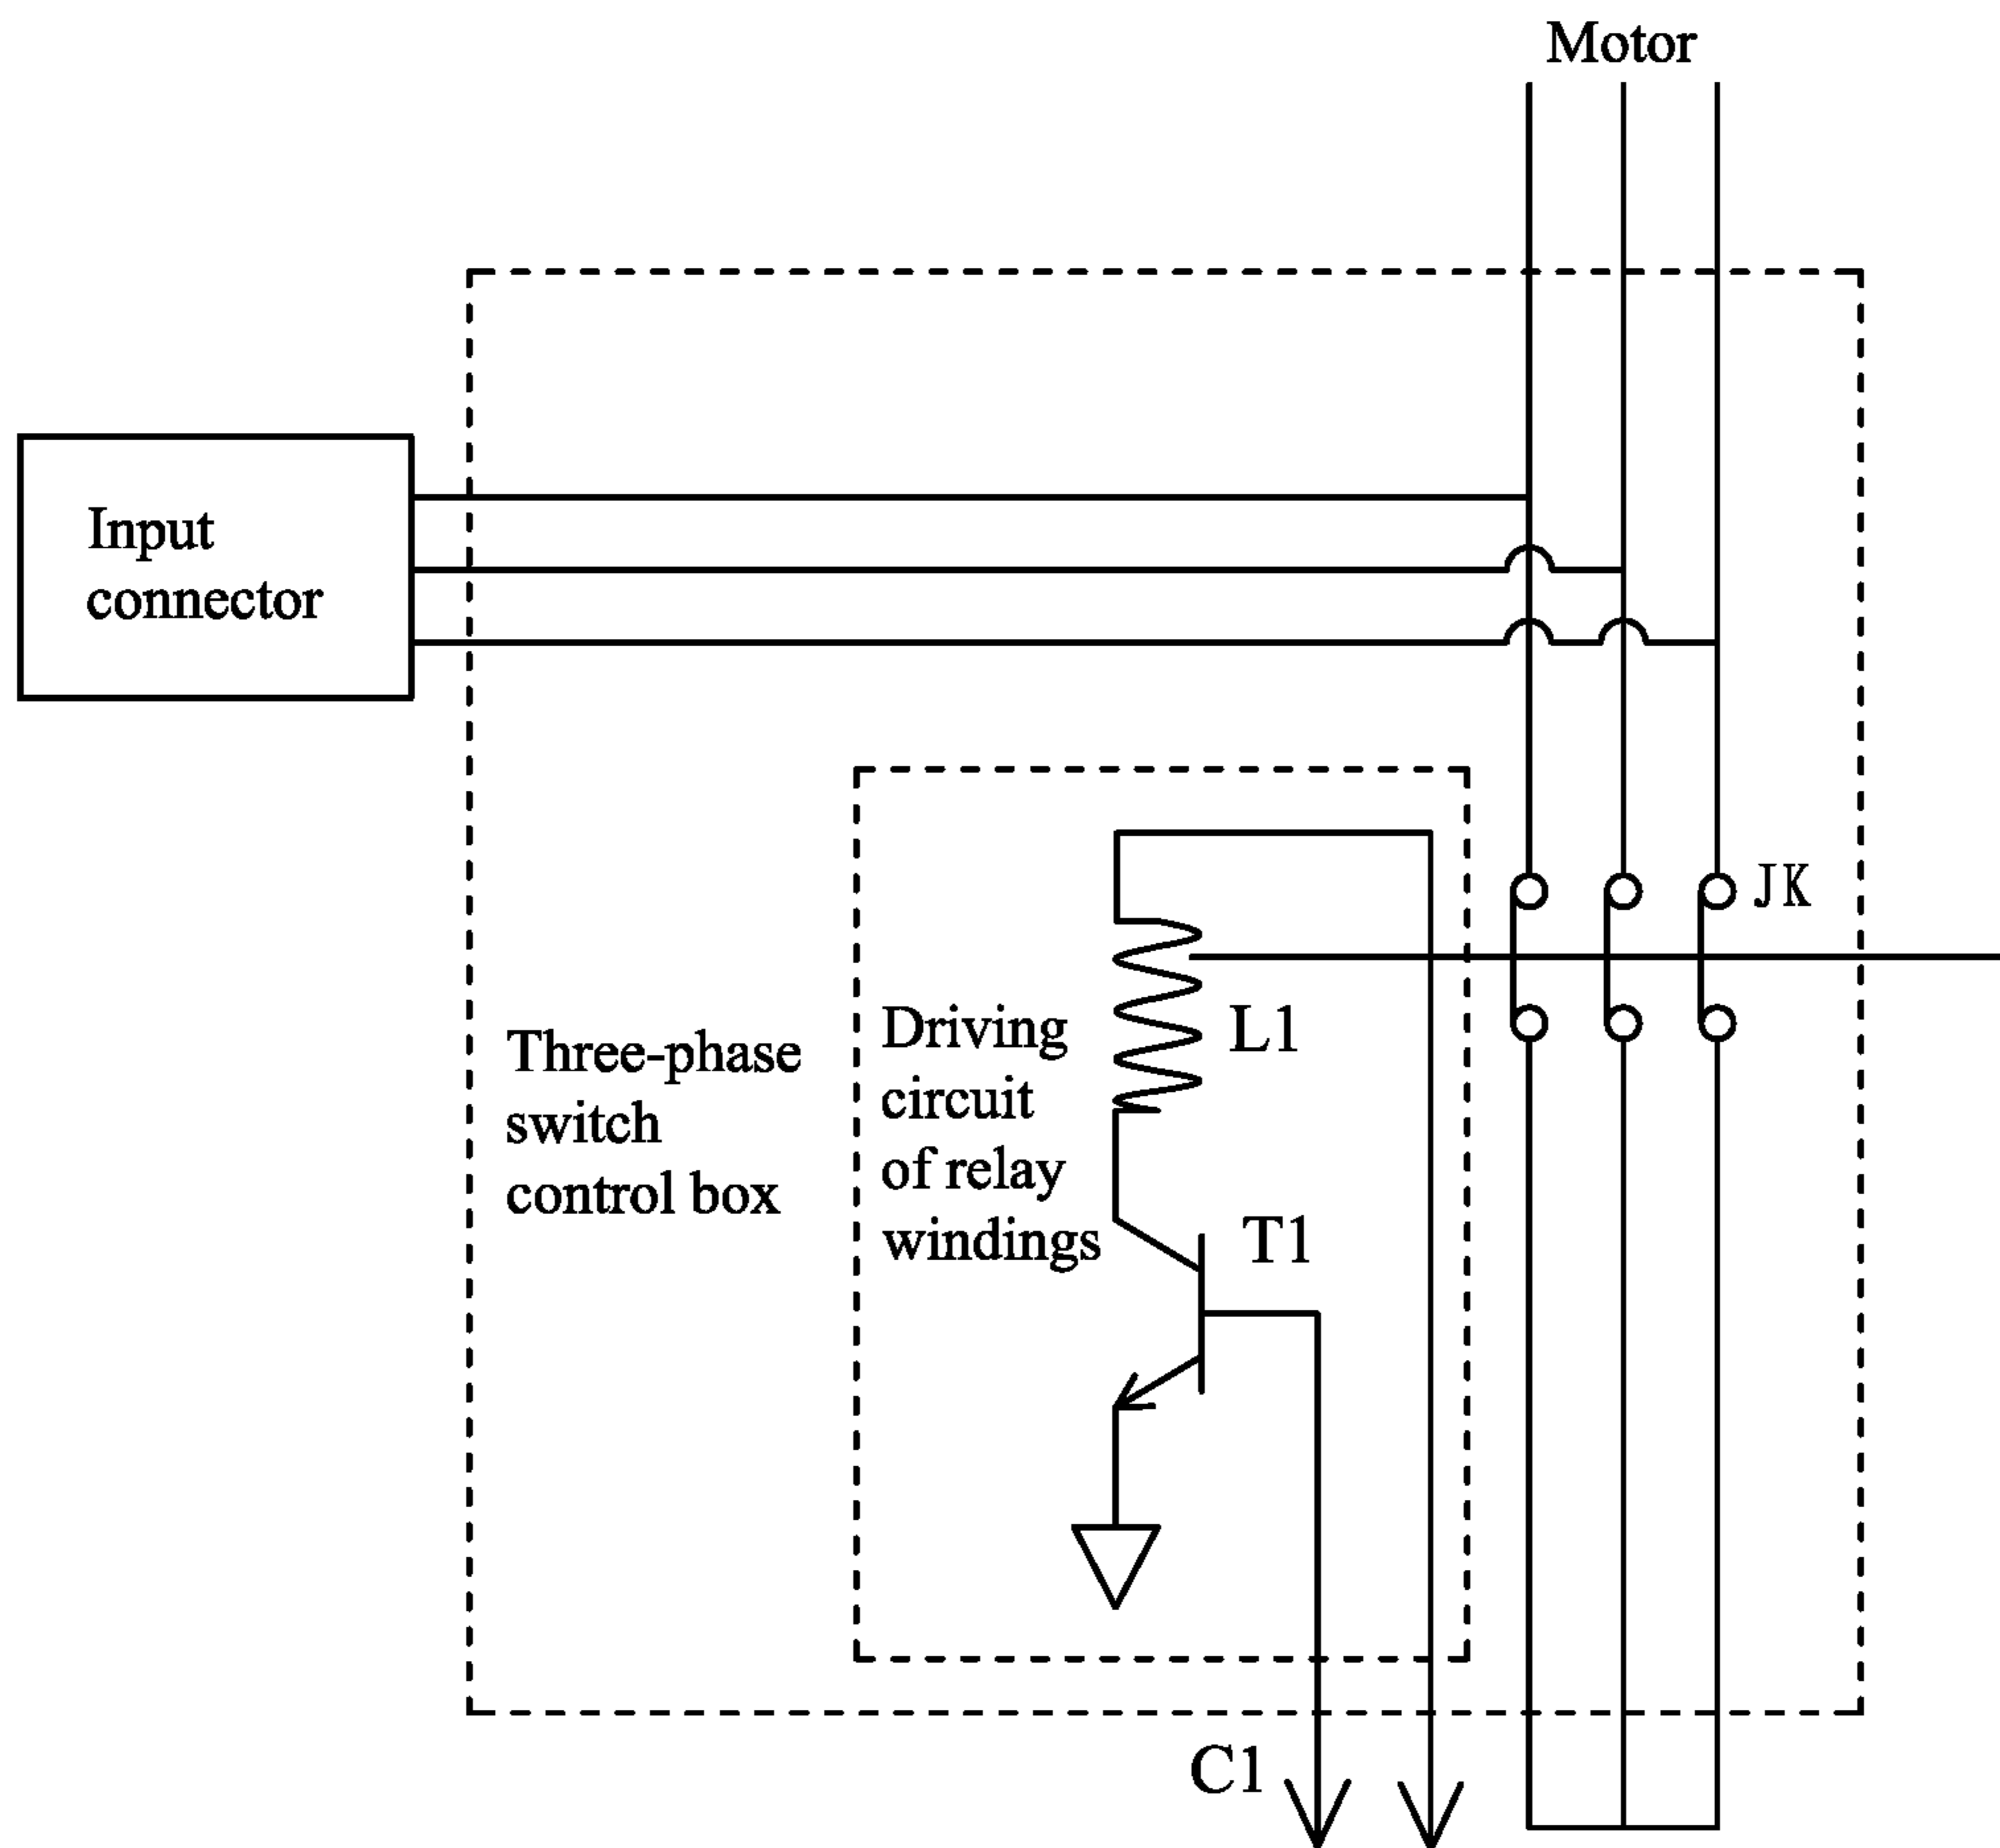 Motor
Input
connector
JK
Driving
circuit
of relay
windings
L1
Three-phase
switch
control box
T1
C1